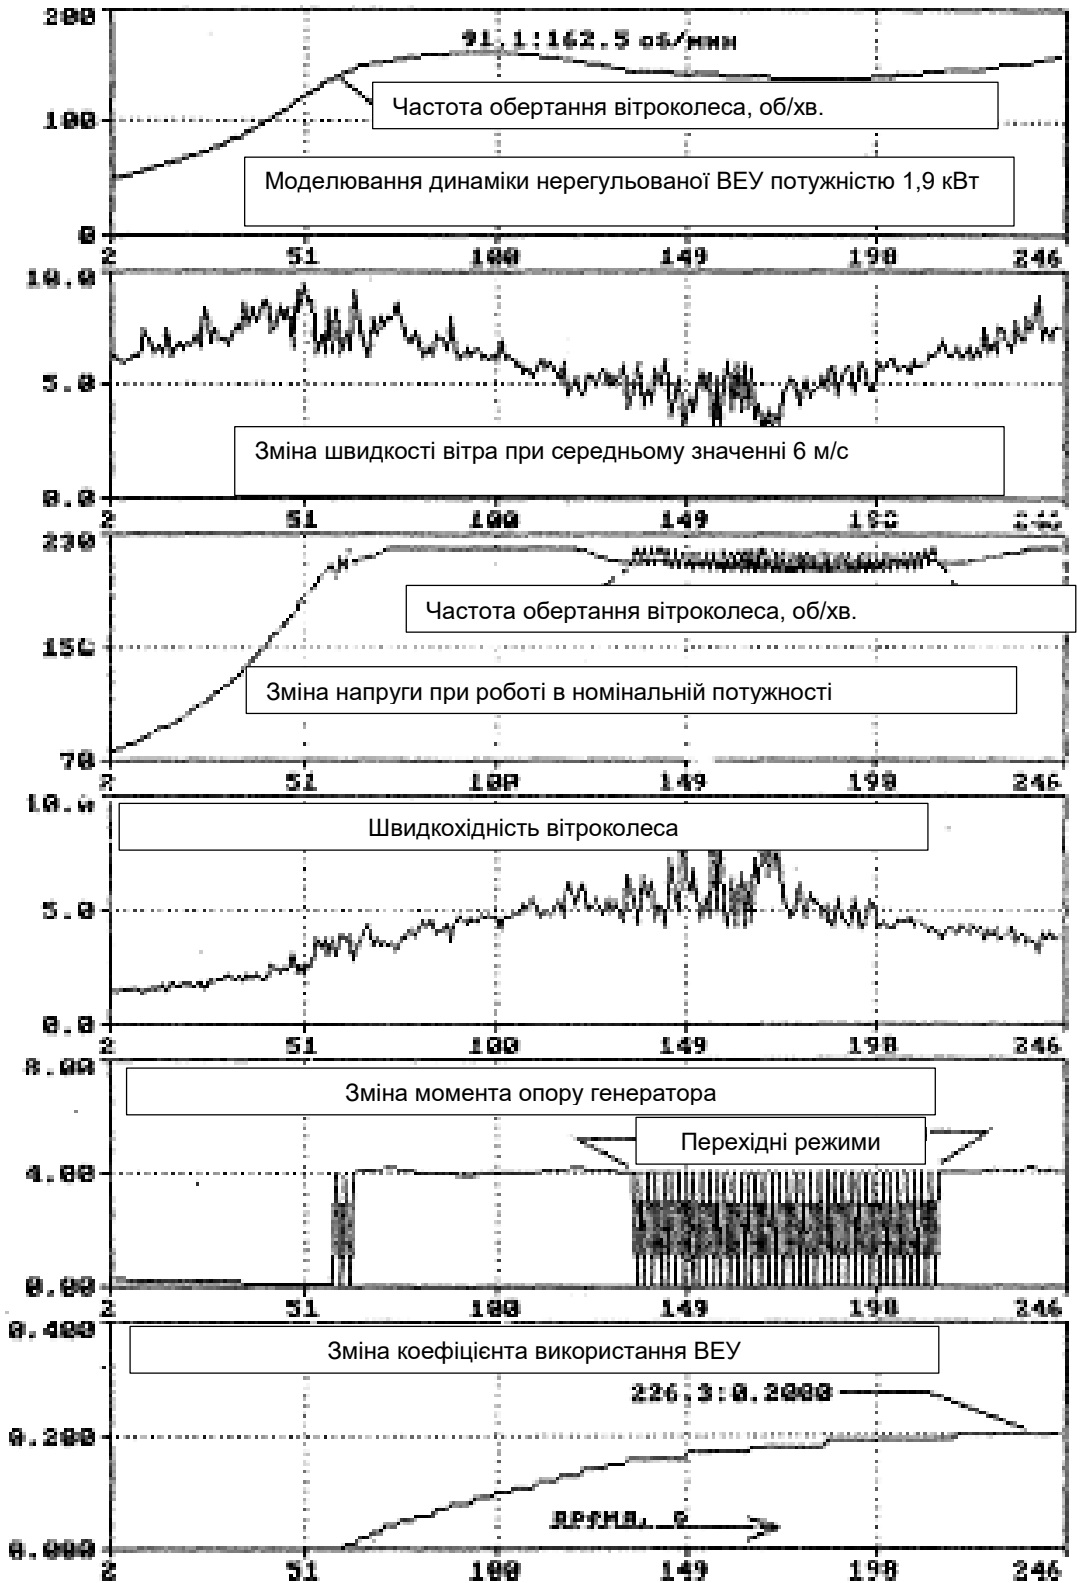 200
91.1:162.5 об/мин
Частота обертання вітроколеса, об/хв.
100
Моделювання динаміки нерегульованої ВЕУ потужністю 1,9 кВт
0
2 51 100 149 198 246
10.0
5.0
Зміна швидкості вітра при середньому значенні 6 м/с
0.0
2 51 100 149 198 246
230
Частота обертання вітроколеса, об/хв.
150
Зміна напруги при роботі в номінальній потужності
70
2 51 100 149 198 246
10.0
Швидкохідність вітроколеса
5.0
0.0
2 51 100 149 198 246
8.00
Зміна момента опору генератора
Перехідні режими
4.00
0.00
2 51 100 149 198 246
0.400
Зміна коефіцієнта використання ВЕУ
226.3:0.2000
0.200
время, с
0.000
2 51 100 149 198 246